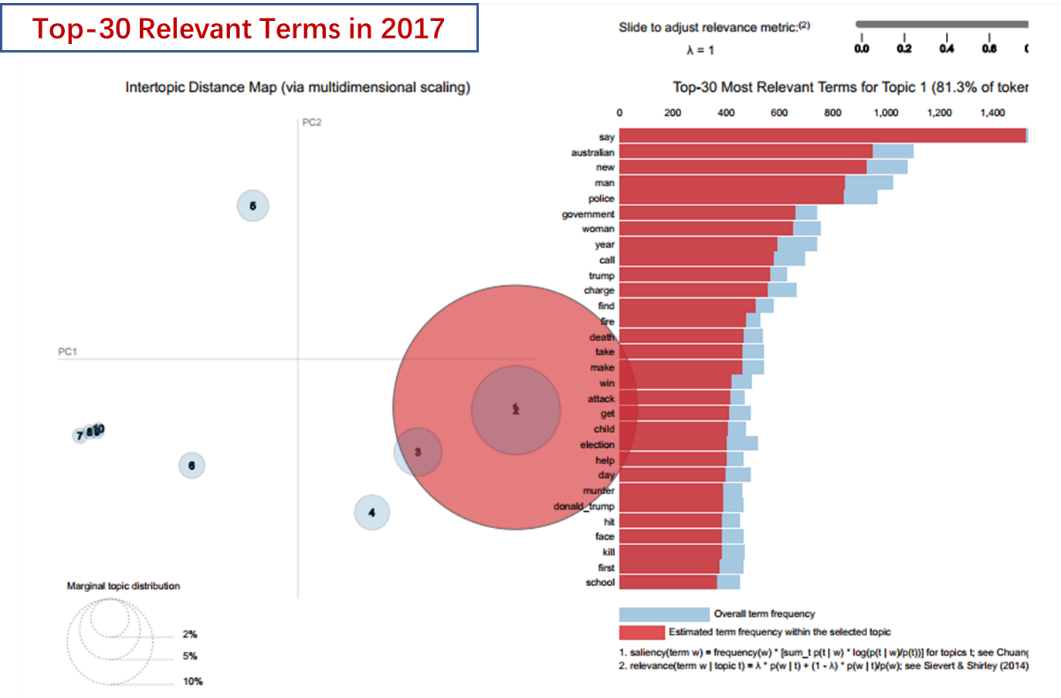 Top-30 Relevant Terms in 2017
Slide to adjust relevance metric:(2)
λ = 1
0.0 0.2 0.4 0.6
Intertopic Distance Map (via multidimensional scaling)
Top-30 Most Relevant Terms for Topic 1 (81.3% of token
PC2
PC1
5
1
2
3
4
6
7
8
10
0 200 400 600 800 1,000 1,200 1,400
say
australian
new
man
police
government
woman
year
call
trump
charge
find
fire
death
take
make
win
attack
get
child
election
help
day
murder
donald_trump
hit
face
kill
first
school
Marginal topic distribution
2%
5%
10%
Overall term frequency
Estimated term frequency within the selected topic
1. saliency(term w) = frequency(w) * [sum_t p(t | w) * log(p(t | w)/p(t))] for topics t; see Chuang
2. relevance(term w | topic t) = λ * p(w | t) + (1 - λ) * p(w | t)/p(w); see Sievert & Shirley (2014)